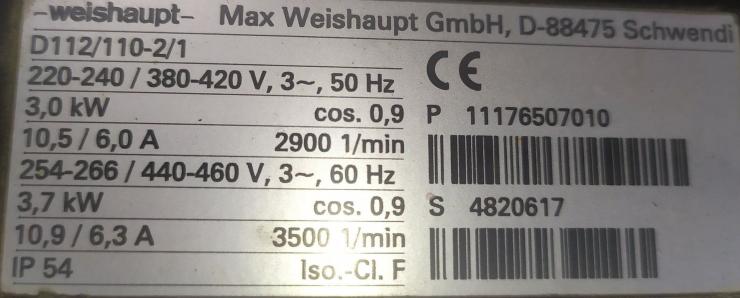 -weishaupt- Max Weishaupt GmbH, D-88475 Schwendi
D112/110-2/1
220-240 / 380-420 V, 3~, 50 Hz
3,0 kW cos. 0,9
10,5 / 6,0 A 2900 1/min
254-266 / 440-460 V, 3~, 60 Hz
3,7 kW cos. 0,9
10,9 / 6,3 A 3500 1/min
IP 54 Iso.-Cl. F
CE
P 11176507010
S 4820617